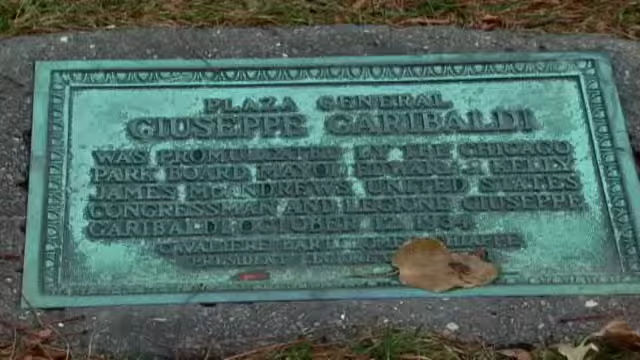 PLAZA GENERAL
GIUSEPPE GARIBALDI
WAS PROMULGATED BY THE CHICAGO
PARK BOARD, MAYOR EDWARD J. KELLY
JAMES MCANDREWS UNITED STATES
CONGRESSMAN AND LEGIONE GIUSEPPE
GARIBALDI OCTOBER 12
PRESIDENT